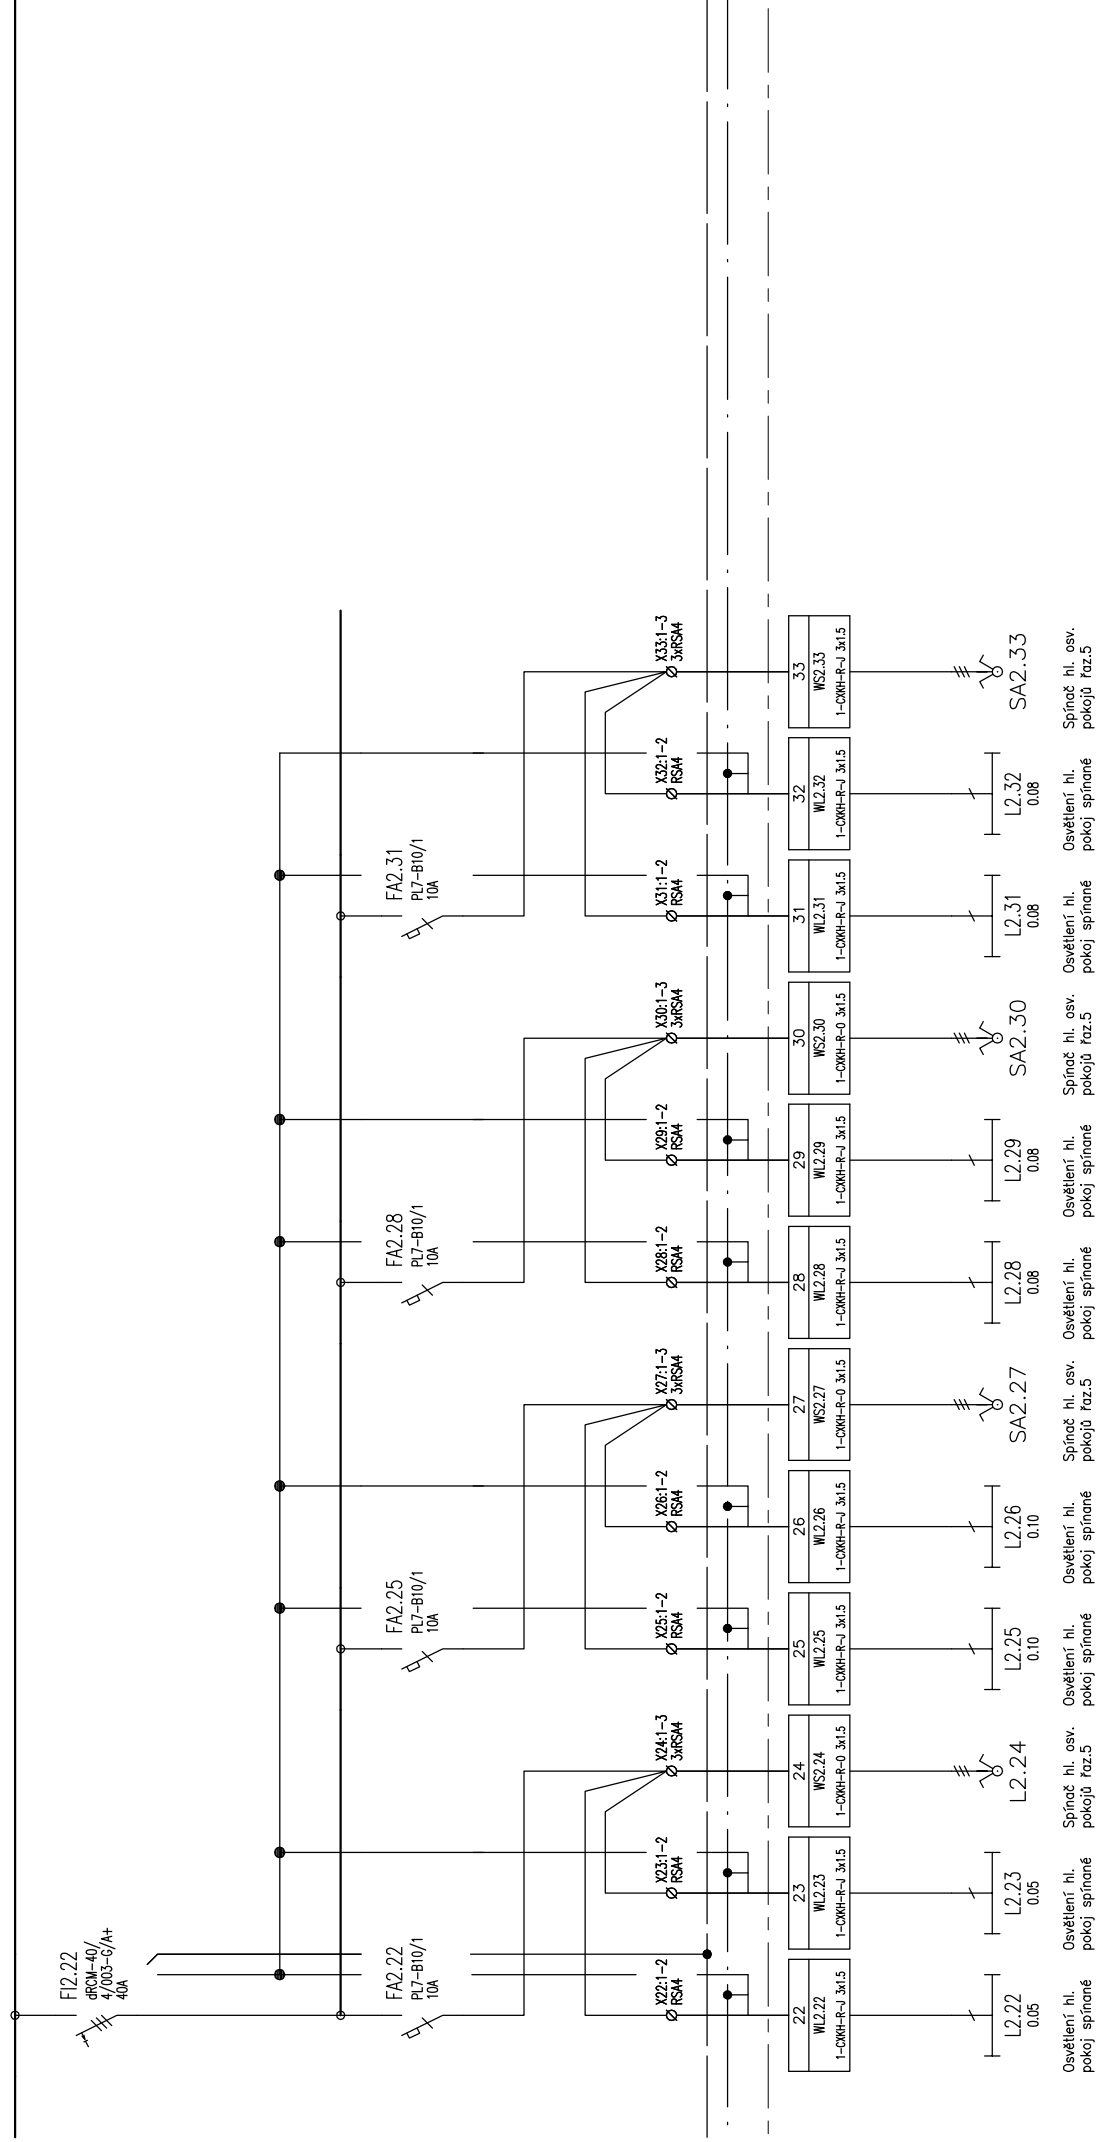 FI2.22
dRCM-40/
4/003-G/A+
40A
FA2.22
PL7-B10/1
10A
FA2.25
PL7-B10/1
10A
FA2.28
PL7-B10/1
10A
FA2.31
PL7-B10/1
10A
X22:1-2
RSA4
X23:1-2
RSA4
X24:1-3
3xRSA4
X25:1-2
RSA4
X26:1-2
RSA4
X27:1-3
3xRSA4
X28:1-2
RSA4
X29:1-2
RSA4
X30:1-3
3xRSA4
X31:1-2
RSA4
X32:1-2
RSA4
X33:1-3
3xRSA4
22
WL2.22
1-CXKH-R-J 3x1.5
23
WL2.23
1-CXKH-R-J 3x1.5
24
WS2.24
1-CXKH-R-O 3x1.5
25
WL2.25
1-CXKH-R-J 3x1.5
26
WL2.26
1-CXKH-R-J 3x1.5
27
WS2.27
1-CXKH-R-O 3x1.5
28
WL2.28
1-CXKH-R-J 3x1.5
29
WL2.29
1-CXKH-R-J 3x1.5
30
WS2.30
1-CXKH-R-O 3x1.5
31
WL2.31
1-CXKH-R-J 3x1.5
32
WL2.32
1-CXKH-R-J 3x1.5
33
WS2.33
1-CXKH-R-J 3x1.5
L2.22
0.05
L2.23
0.05
L2.24
L2.25
0.10
L2.26
0.10
SA2.27
L2.28
0.08
L2.29
0.08
SA2.30
L2.31
0.08
L2.32
0.08
SA2.33
Osvětlení hl.
pokoj spínané
Osvětlení hl.
pokoj spínané
Spínač hl. osv.
pokojů řaz.5
Osvětlení hl.
pokoj spínané
Osvětlení hl.
pokoj spínané
Spínač hl. osv.
pokojů řaz.5
Osvětlení hl.
pokoj spínané
Osvětlení hl.
pokoj spínané
Spínač hl. osv.
pokojů řaz.5
Osvětlení hl.
pokoj spínané
Osvětlení hl.
pokoj spínané
Spínač hl. osv.
pokojů řaz.5